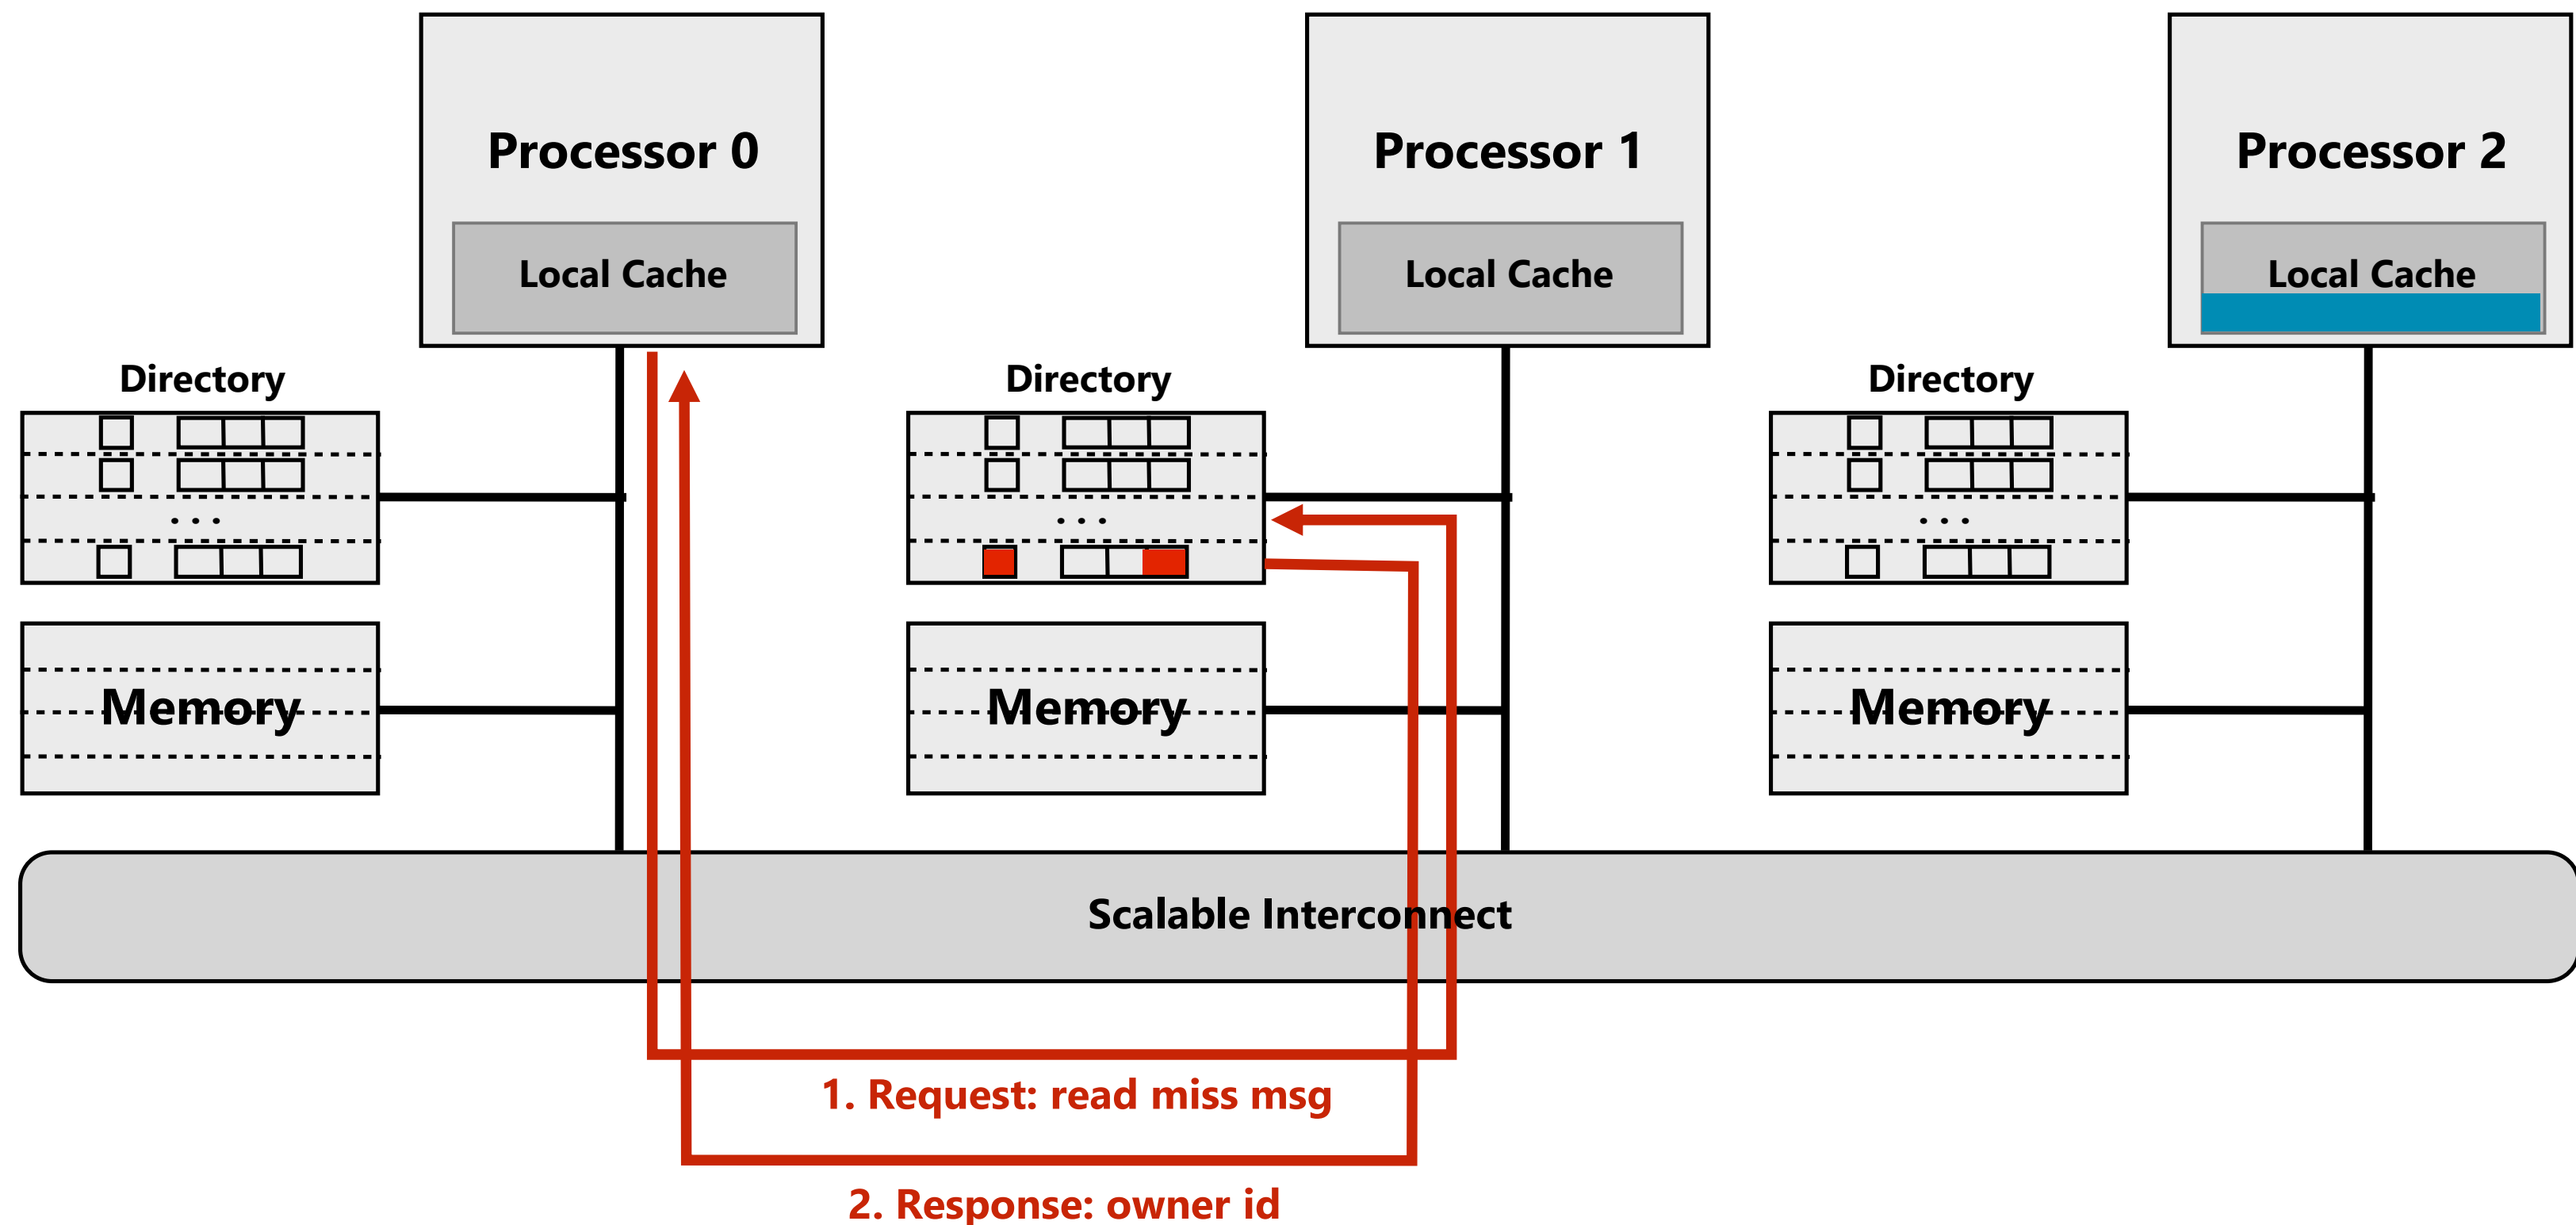 Processor 0
Processor 1
Processor 2
Local Cache
Local Cache
Local Cache
Directory
Directory
Directory
. . .
. . .
. . .
Memory
Memory
Memory
Scalable Interconnect
1. Request: read miss msg
2. Response: owner id